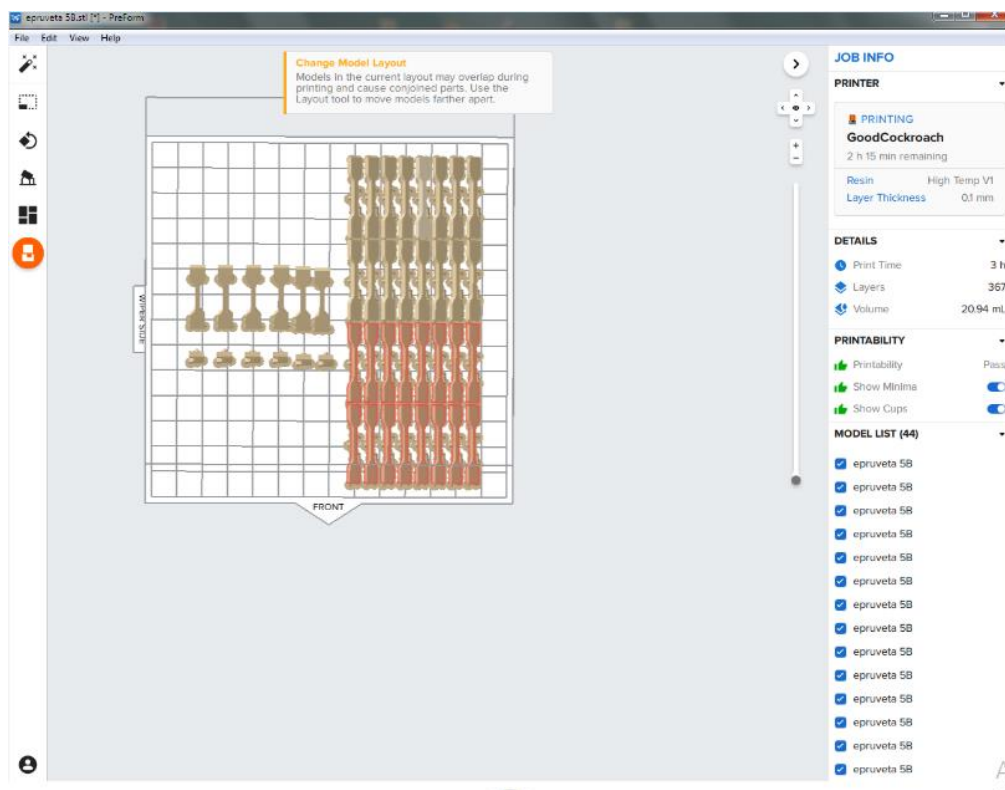 epruveta 5B.stl [*] - PreForm
File Edit View Help
Change Model Layout
Models in the current layout may overlap during
printing and cause conjoined parts. Use the
Layout tool to move models farther apart.
WIPER SIDE
FRONT
JOB INFO
PRINTER
PRINTING
GoodCockroach
2 h 15 min remaining
Resin High Temp V1
Layer Thickness 0.1 mm
DETAILS
Print Time 3 h
Layers 367
Volume 20.94 mL
PRINTABILITY
Printability Pass
Show Minima
Show Cups
MODEL LIST (44)
epruveta 5B
epruveta 5B
epruveta 5B
epruveta 5B
epruveta 5B
epruveta 5B
epruveta 5B
epruveta 5B
epruveta 5B
epruveta 5B
epruveta 5B
epruveta 5B
epruveta 5B
epruveta 5B
A